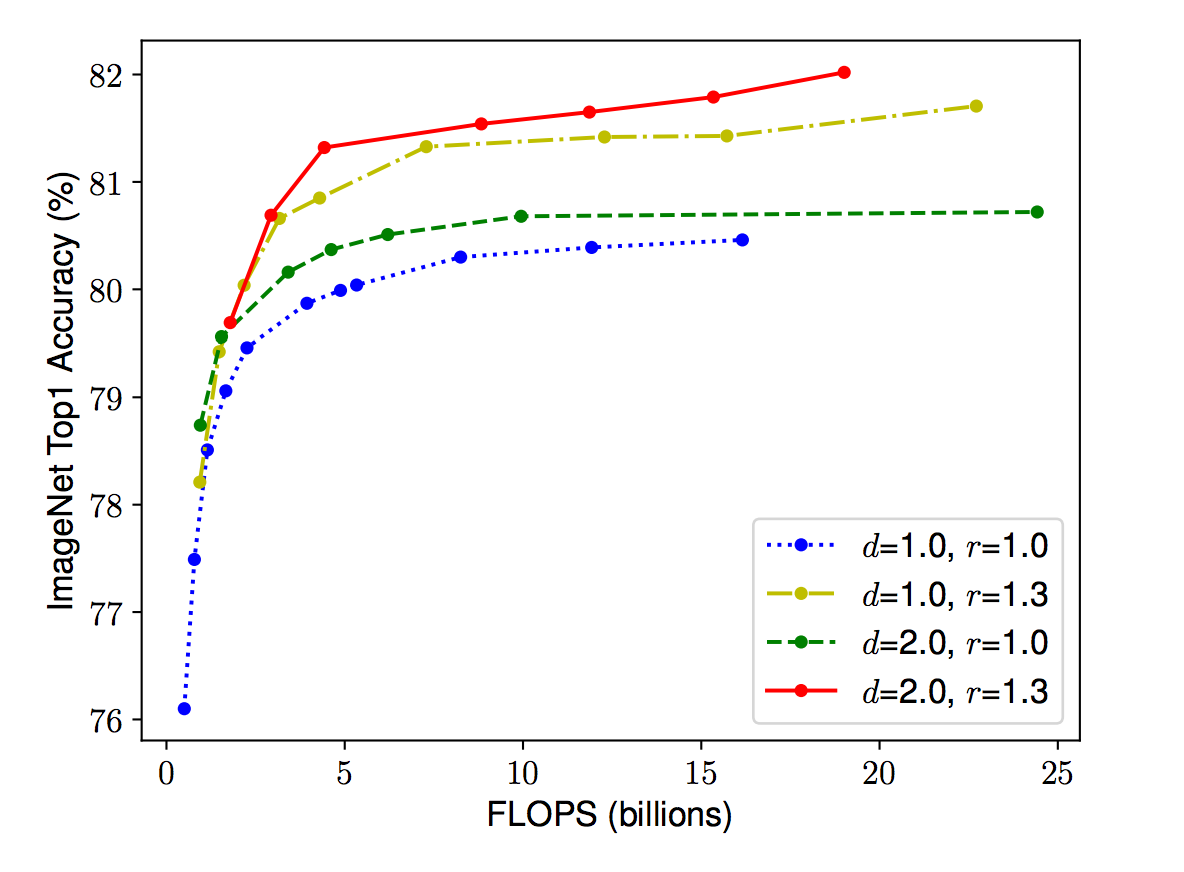 82
81
80
79
78
77
76
ImageNet Top1 Accuracy (%)
d=1.0, r=1.0
d=1.0, r=1.3
d=2.0, r=1.0
d=2.0, r=1.3
0 5 10 15 20 25
FLOPS (billions)